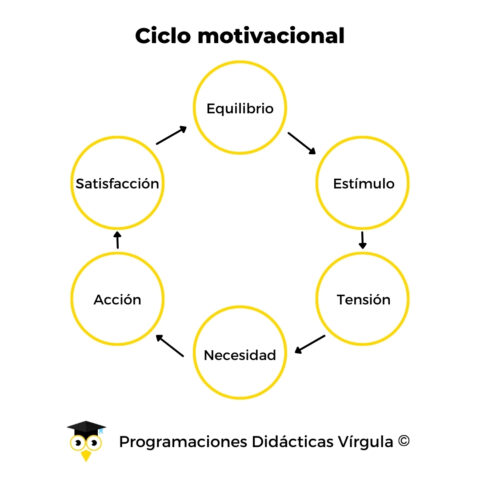 Ciclo motivacional
Equilibrio
Estímulo
Tensión
Necesidad
Acción
Satisfacción
Programaciones Didácticas Vírgula ©